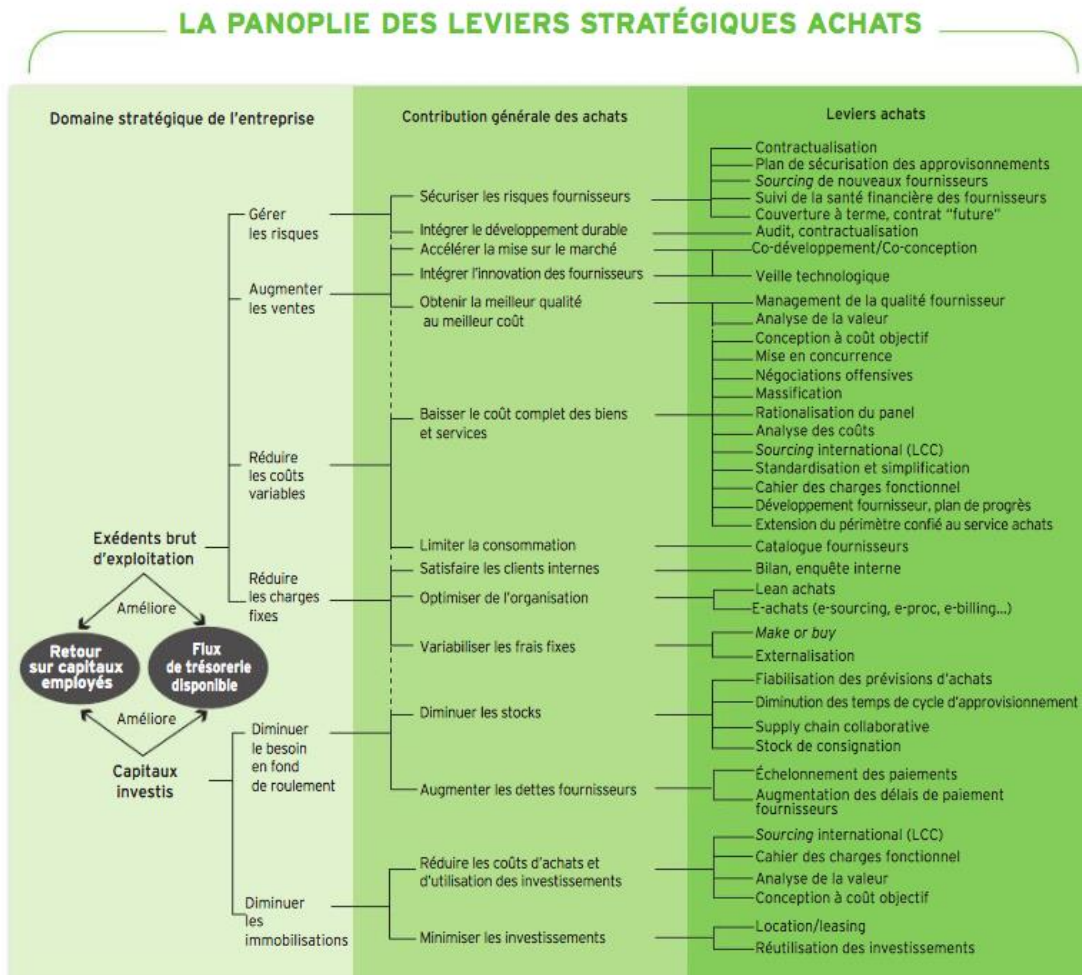 LA PANOPLIE DES LEVIERS STRATÉGIQUES ACHATS
Domaine stratégique de l'entreprise
Contribution générale des achats
Leviers achats
Gérer
les risques
Augmenter
les ventes
Réduire
les coûts
variables
Exédents brut
d'exploitation
Réduire
les charges
fixes
Améliore
Retour
sur capitaux
employés
Flux
de trésorerie
disponible
Améliore
Capitaux
investis
Diminuer
le besoin
en fond
de roulement
Diminuer
les
immobilisations
Sécuriser les risques fournisseurs
Intégrer le développement durable
Accélérer la mise sur le marché
Intégrer l'innovation des fournisseurs
Obtenir la meilleur qualité
au meilleur coût
Baisser le coût complet des biens
et services
Limiter la consommation
Satisfaire les clients internes
Optimiser de l'organisation
Variabiliser les frais fixes
Diminuer les stocks
Augmenter les dettes fournisseurs
Réduire les coûts d'achats et
d'utilisation des investissements
Minimiser les investissements
Contractualisation
Plan de sécurisation des approvisonnements
Sourcing de nouveaux fournisseurs
Suivi de la santé financière des fournisseurs
Couverture à terme, contrat "future"
Audit, contractualisation
Co-développement/Co-conception
Veille technologique
Management de la qualité fournisseur
Analyse de la valeur
Conception à coût objectif
Mise en concurrence
Négociations offensives
Massification
Rationalisation du panel
Analyse des coûts
Sourcing international (LCC)
Standardisation et simplification
Cahier des charges fonctionnel
Développement fournisseur, plan de progrès
Extension du périmètre confié au service achats
Catalogue fournisseurs
Bilan, enquête interne
Lean achats
E-achats (e-sourcing, e-proc, e-billing...)
Make or buy
Externalisation
Fiabilisation des prévisions d'achats
Diminution des temps de cycle d'approvisionnement
Supply chain collaborative
Stock de consignation
Échelonnement des paiements
Augmentation des délais de paiement
fournisseurs
Sourcing international (LCC)
Cahier des charges fonctionnel
Analyse de la valeur
Conception à coût objectif
Location/leasing
Réutilisation des investissements